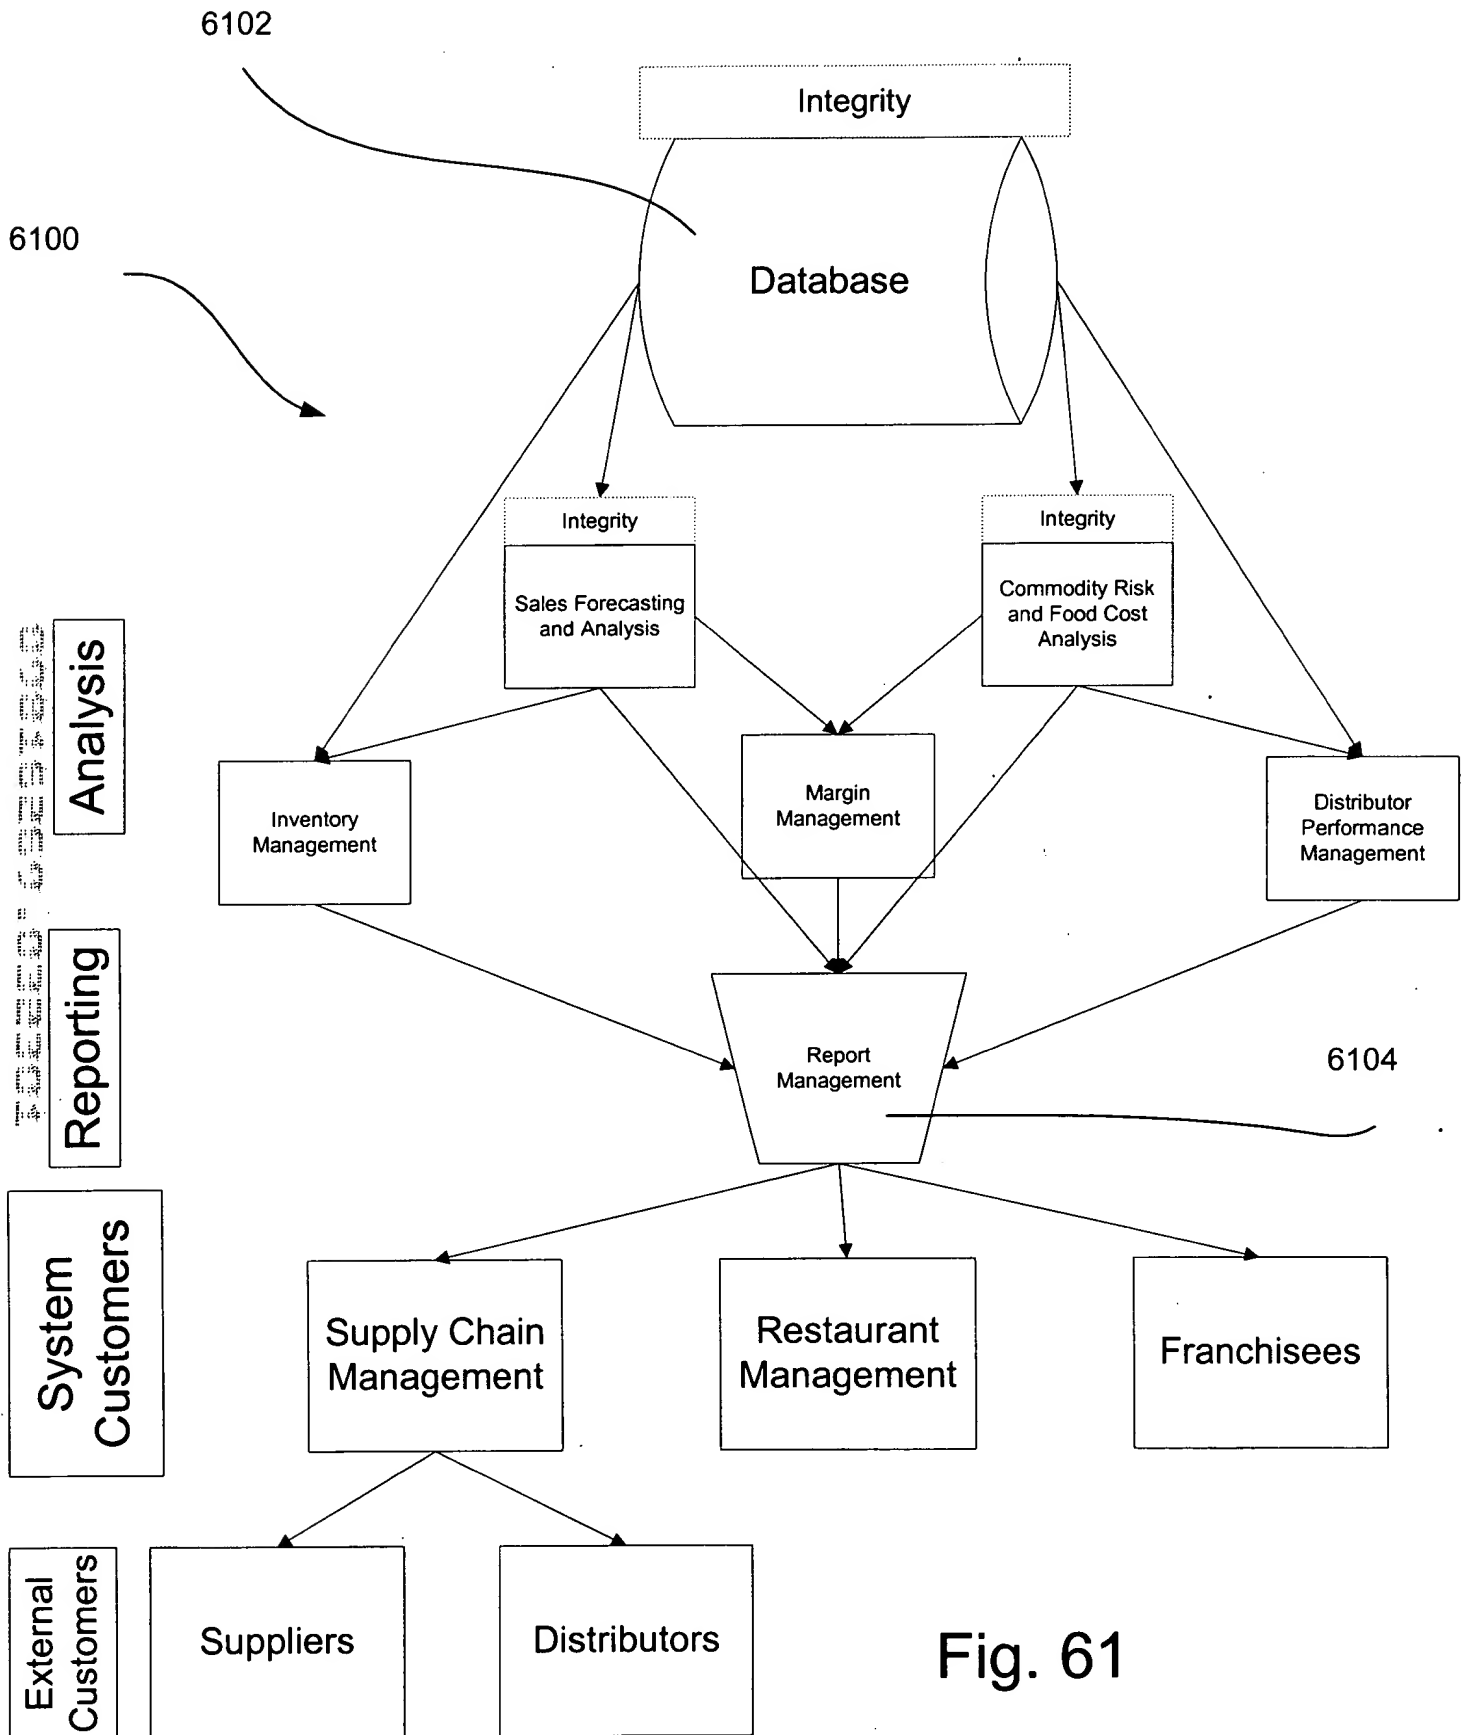 6102
Integrity
6100
Database
Integrity
Integrity
Sales Forecasting
and Analysis
Commodity Risk
and Food Cost
Analysis
Analysis
Inventory
Management
Margin
Management
Distributor
Performance
Management
Reporting
Report
Management
6104
System
Customers
Supply Chain
Management
Restaurant
Management
Franchisees
External
Customers
Suppliers
Distributors
Fig. 61